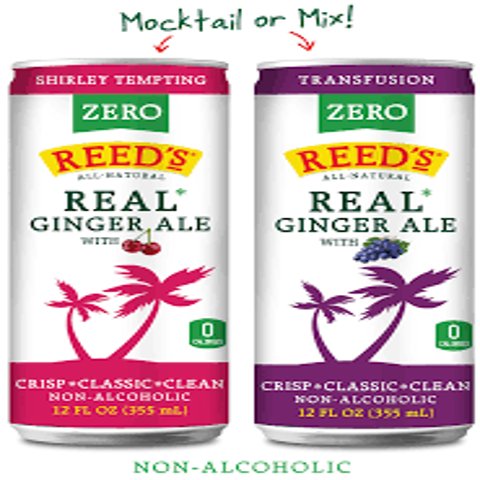 Mocktail or Mix!
SHIRLEY TEMPTING
ZERO
REED'S®
ALL-NATURAL
REAL*
GINGER ALE
WITH
0
CALORIES
CRISP*CLASSIC*CLEAN
NON-ALCOHOLIC
12 FL OZ (355 mL)
TRANSFUSION
ZERO
REED'S®
ALL-NATURAL
REAL*
GINGER ALE
WITH
0
CALORIES
CRISP*CLASSIC*CLEAN
NON-ALCOHOLIC
12 FL OZ (355 mL)
NON-ALCOHOLIC